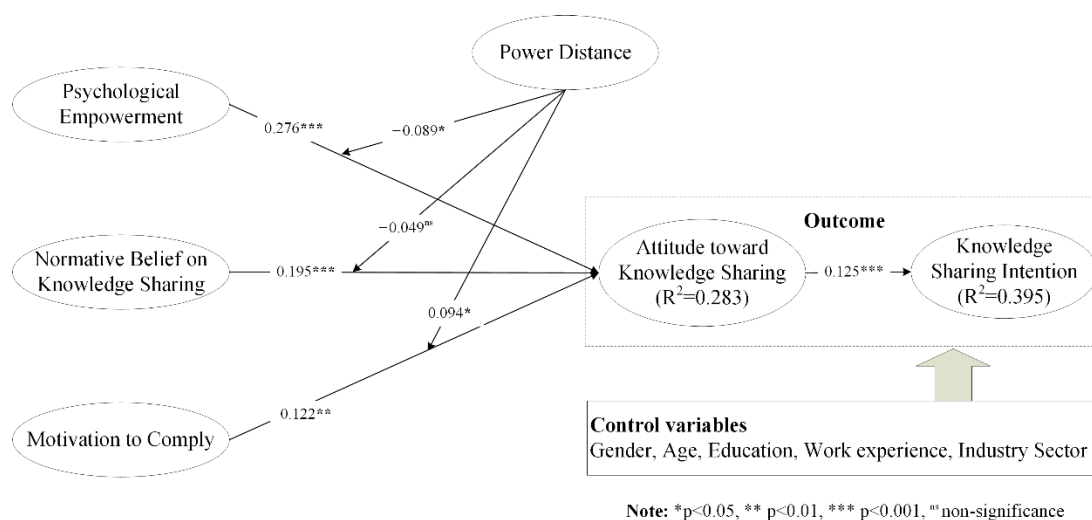 Power Distance
Psychological
Empowerment
0.276***
−0.089*
−0.049ns
Normative Belief on
Knowledge Sharing
0.195***
0.094*
Motivation to Comply
0.122**
Outcome
Attitude toward
Knowledge Sharing
(R²=0.283)
0.125***
Knowledge
Sharing Intention
(R²=0.395)
Control variables
Gender, Age, Education, Work experience, Industry Sector
Note: *p<0.05, ** p<0.01, *** p<0.001, ns non-significance